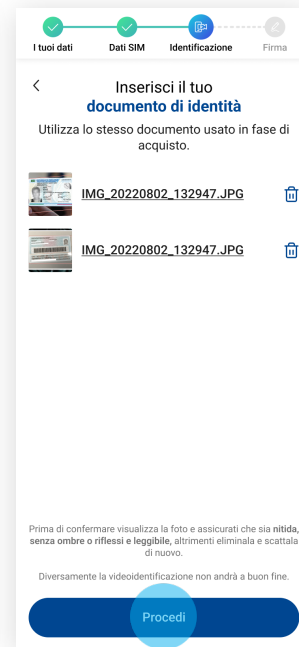 I tuoi dati Dati SIM Identificazione Firma
Inserisci il tuo
documento di identità
Utilizza lo stesso documento usato in fase di
acquisto.
IMG_20220802_132947.JPG
IMG_20220802_132947.JPG
Prima di confermare visualizza la foto e assicurati che sia nitida,
senza ombre o riflessi e leggibile, altrimenti eliminala e scattala
di nuovo.
Diversamente la videoidentificazione non andrà a buon fine.
Procedi